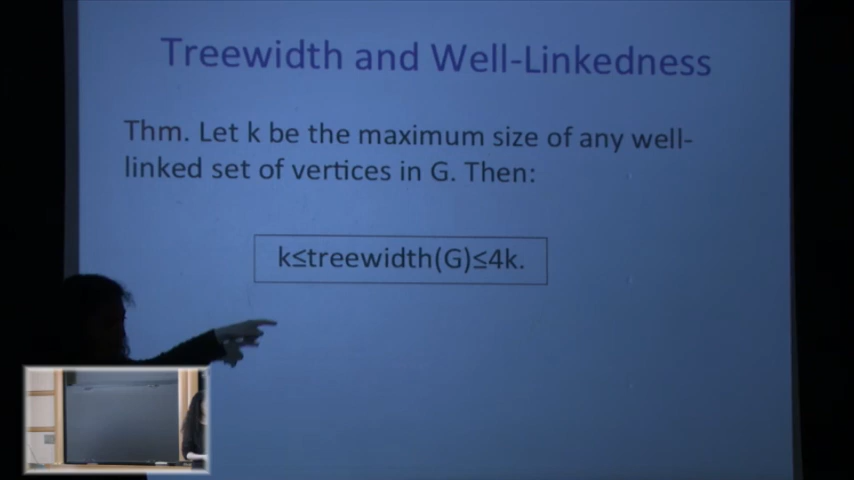 Treewidth and Well-Linkedness
Thm. Let k be the maximum size of any well-
linked set of vertices in G. Then:
k≤treewidth(G)≤4k.